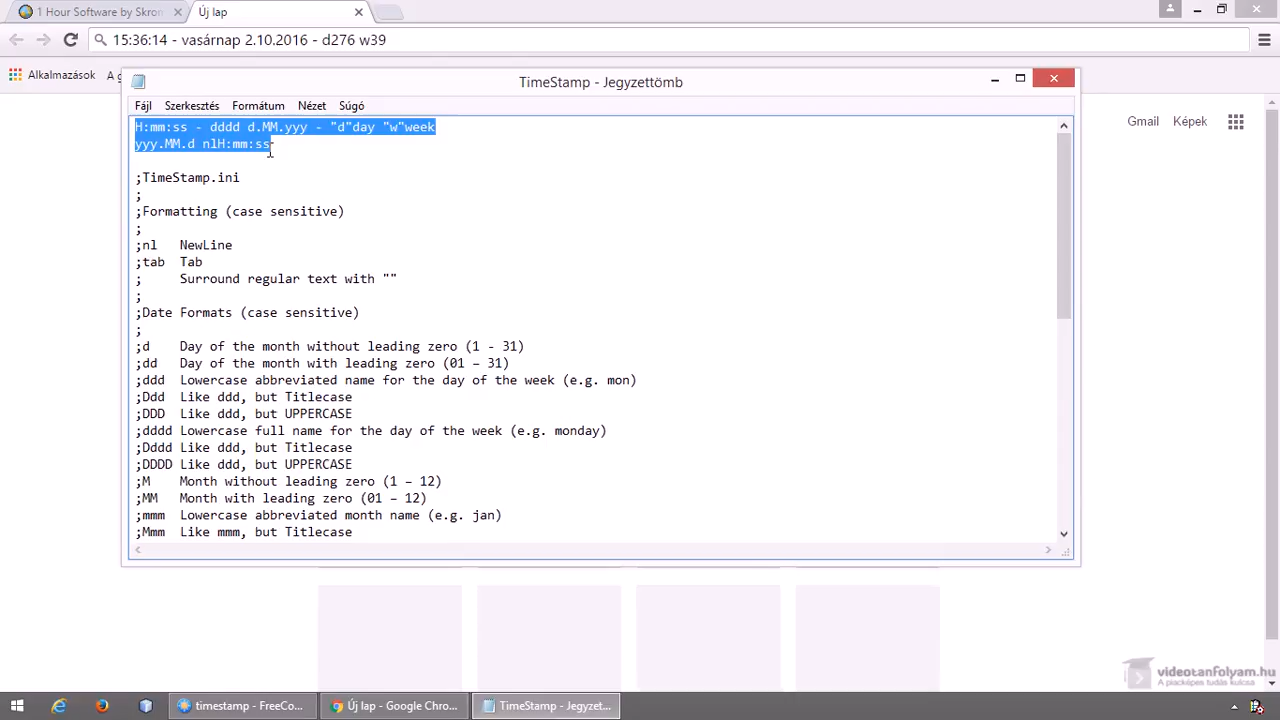 1 Hour Software by Skrom
Új lap
15:36:14 - vasárnap 2.10.2016 - d276 w39
Alkalmazások
A g
TimeStamp - Jegyzettömb
Fájl Szerkesztés Formátum Nézet Súgó
H:mm:ss - dddd d.MM.yyy - "d"day "w"week
yyy.MM.d nlH:mm:ss
;TimeStamp.ini
;
;Formatting (case sensitive)
;
;nl NewLine
;tab Tab
; Surround regular text with ""
;
;Date Formats (case sensitive)
;
;d Day of the month without leading zero (1 - 31)
;dd Day of the month with leading zero (01 – 31)
;ddd Lowercase abbreviated name for the day of the week (e.g. mon)
;Ddd Like ddd, but Titlecase
;DDD Like ddd, but UPPERCASE
;dddd Lowercase full name for the day of the week (e.g. monday)
;Dddd Like ddd, but Titlecase
;DDDD Like ddd, but UPPERCASE
;M Month without leading zero (1 – 12)
;MM Month with leading zero (01 – 12)
;mmm Lowercase abbreviated month name (e.g. jan)
;Mmm Like mmm, but Titlecase
Gmail Képek
videotanfolyam.hu
A piacképes tudás kulcsa
timestamp - FreeCo...
Új lap - Google Chro...
TimeStamp - Jegyzet...